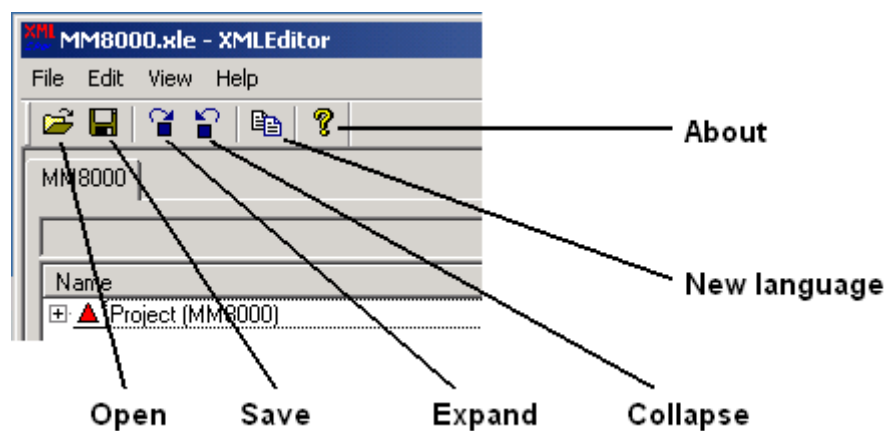 XML MM8000.xle - XMLEditor
File Edit View Help
About
MM8000
New language
Name
Project (MM8000)
Open Save Expand Collapse